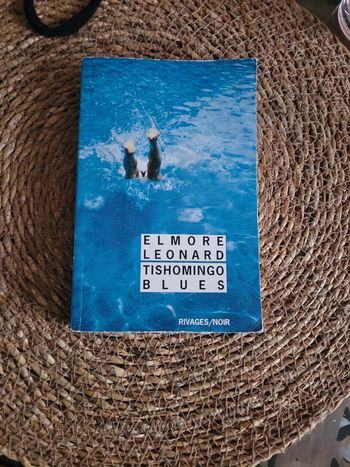 ELMORE
LEONARD
TISHOMINGO
BLUES
RIVAGES/NOIR